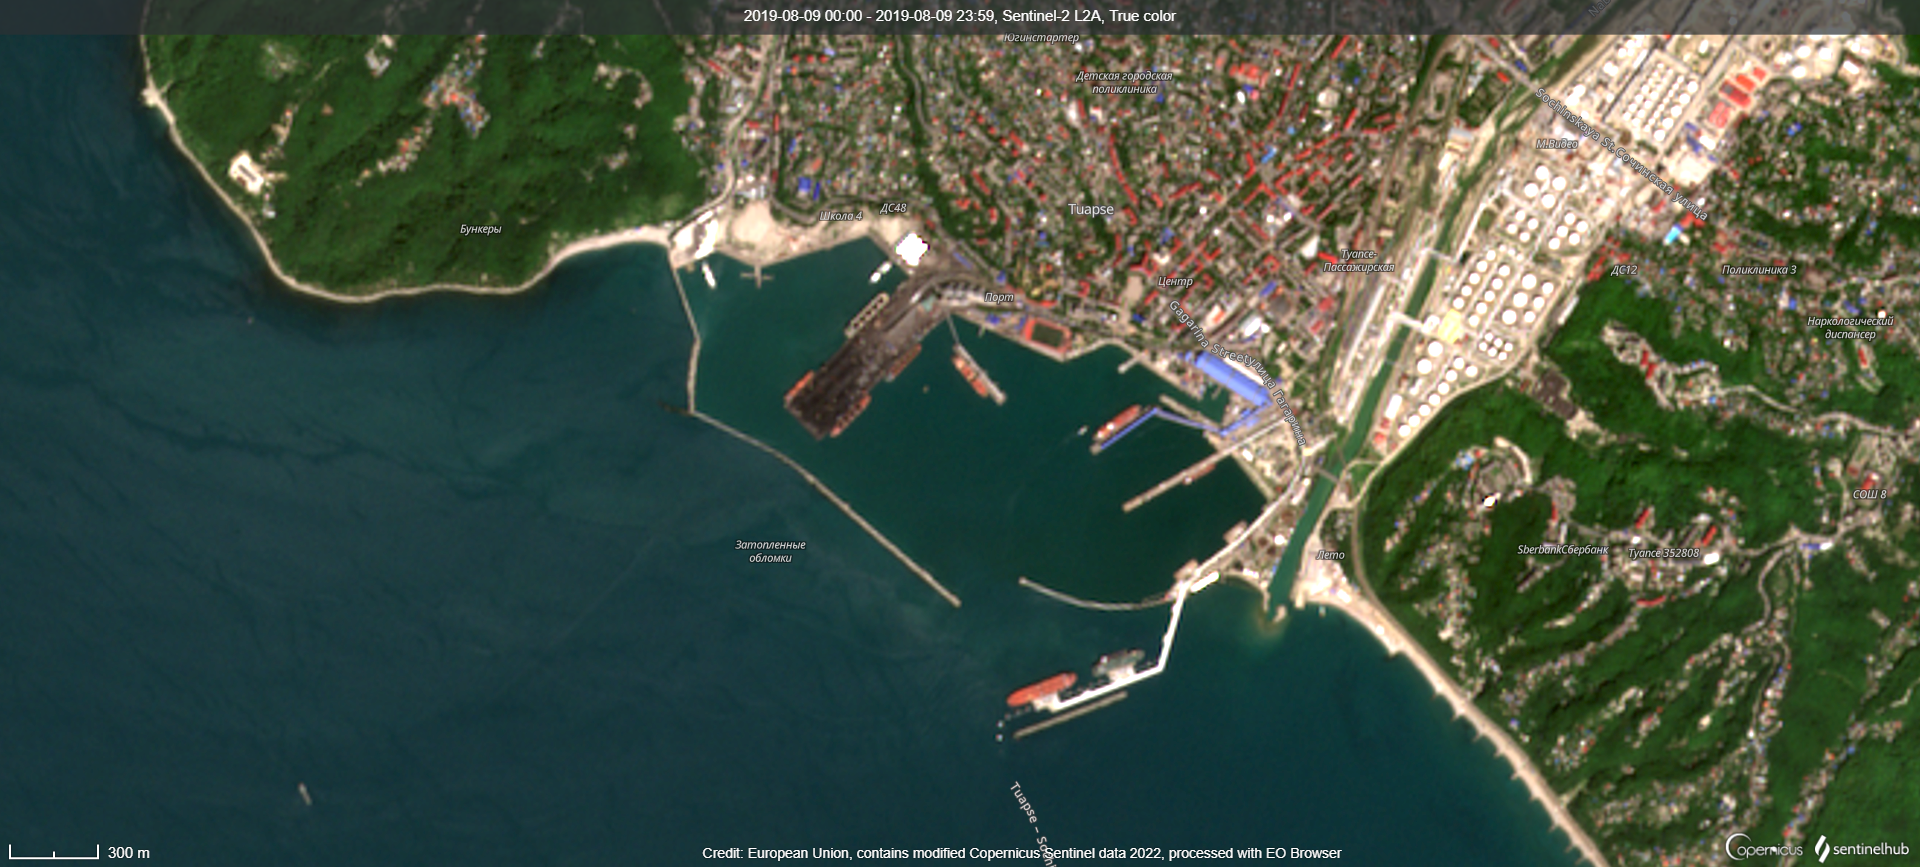 2019-08-09 00:00 - 2019-08-09 23:59, Sentinel-2 L2A, True color
Югинстартер
Детская городская
поликлиника
Sochinskaya St. Сочинская улица
М.Видео
Школа 4
ДС48
Tuapse
Бункеры
Туапсе-
Пассажирская
ДС12
Поликлиника 3
Центр
Порт
Gagarina Street улица Гагарина
Наркологический
диспансер
СОШ 8
Затопленные
обломки
Лето
SberbankСбербанк
Туапсе 352808
Tuapse – Sochi
300 m
Credit: European Union, contains modified Copernicus Sentinel data 2022, processed with EO Browser
Copernicus
sentinelhub